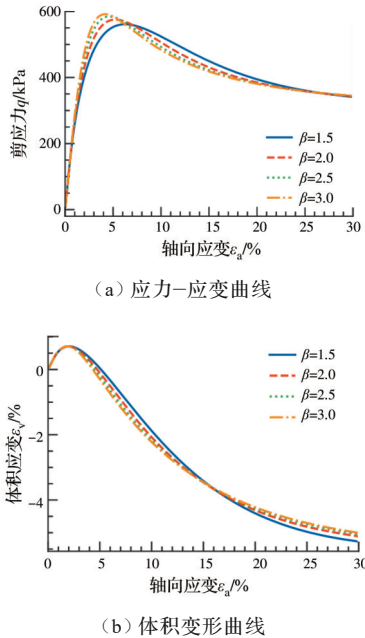 600
400
200
0
剪应力q/kPa
β=1.5
β=2.0
β=2.5
β=3.0
0 5 10 15 20 25 30
轴向应变εa/%
（a）应力−应变曲线
0
−2
−4
体积应变εv/%
β=1.5
β=2.0
β=2.5
β=3.0
0 5 10 15 20 25 30
轴向应变εa/%
（b）体积变形曲线